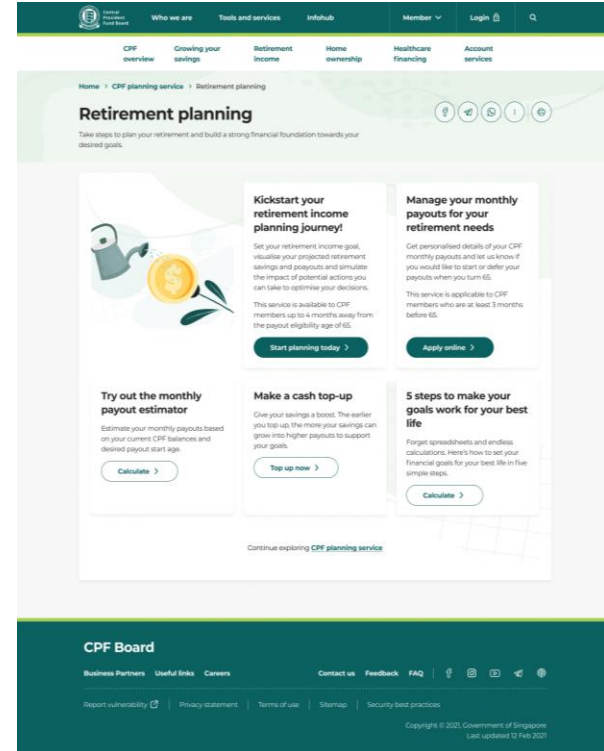 Central
Provident
Fund Board
Who we are
Tools and services
Infohub
Member
Login
CPF
overview
Growing your
savings
Retirement
income
Home
ownership
Healthcare
financing
Account
services
Home > CPF planning service > Retirement planning
Retirement planning
Take steps to plan your retirement and build a strong financial foundation towards your
desired goals.
Kickstart your
retirement income
planning journey!
Set your retirement income goal,
visualise your projected retirement
savings and poayouts and simulate
the impact of potential actions you
can take to optimise your decisions.
This service is available to CPF
members up to 4 months away from
the payout eligibility age of 65.
Start planning today >
Manage your monthly
payouts for your
retirement needs
Get personalised details of your CPF
monthly payouts and let us know if
you would like to start or defer your
payouts when you turn 65.
This service is applicable to CPF
members who are at least 3 months
before 65.
Apply online >
Try out the monthly
payout estimator
Estimate your monthly payouts based
on your current CPF balances and
desired payout start age.
Calculate >
Make a cash top-up
Give your savings a boost. The earlier
you top up, the more your savings can
grow into higher payouts to support
your goals.
Top up now >
5 steps to make your
goals work for your best
life
Forget spreadsheets and endless
calculations. Here's how to set your
financial goals for your best life in five
simple steps.
Calculate >
Continue exploring CPF planning service
CPF Board
Business Partners Useful links Careers
Contact us Feedback FAQ
Report vulnerability | Privacy statement | Terms of use | Sitemap | Security best practices
Copyright © 2021, Government of Singapore
Last updated 12 Feb 2021